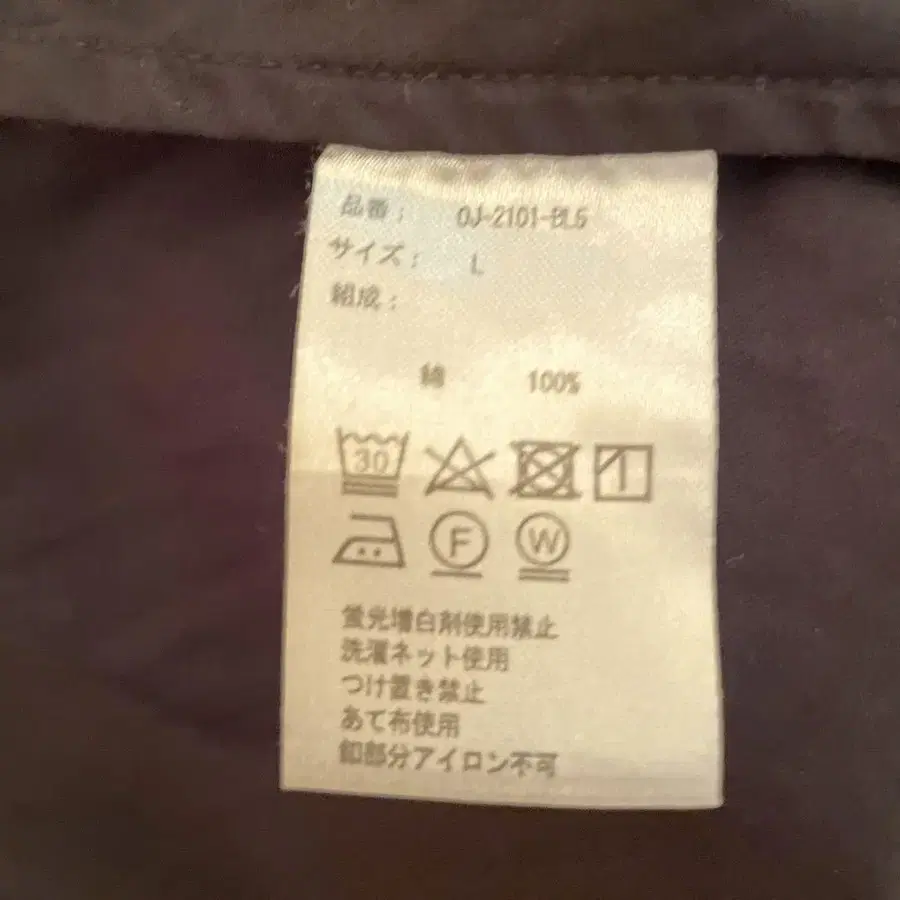 品番： OJ-2101-BLG
サイズ： L
組成：
綿 100%
30
F W
蛍光増白剤使用禁止
洗濯ネット使用
つけ置き禁止
あて布使用
釦部分アイロン不可